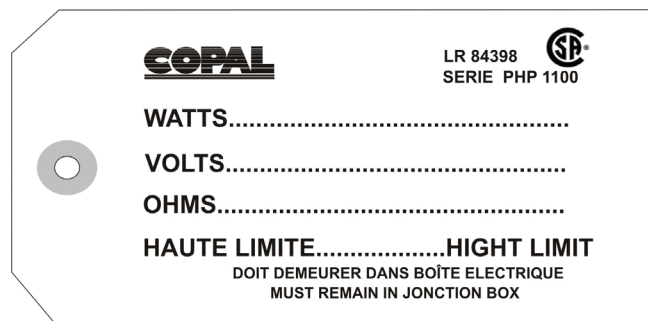 COPAL
LR 84398
SERIE PHP 1100
WATTS.................................................
VOLTS.................................................
OHMS..................................................
HAUTE LIMITE...................HIGHT LIMIT
DOIT DEMEURER DANS BOÎTE ELECTRIQUE
MUST REMAIN IN JONCTION BOX